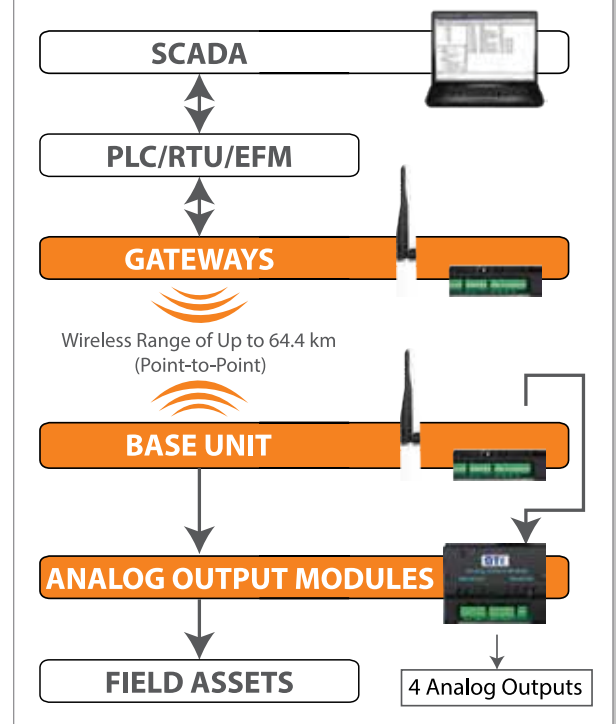 SCADA
PLC/RTU/EFM
GATEWAYS
Wireless Range of Up to 64.4 km
(Point-to-Point)
BASE UNIT
ANALOG OUTPUT MODULES
FIELD ASSETS
4 Analog Outputs